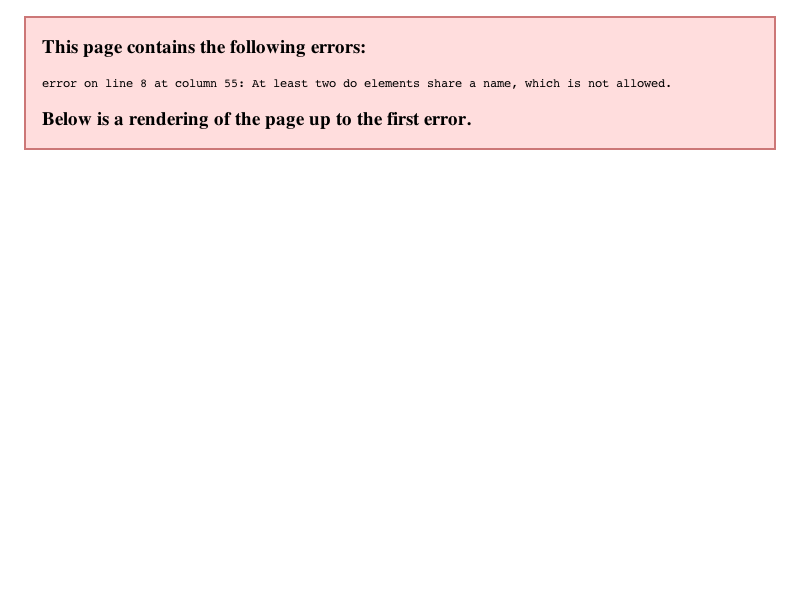 This page contains the following errors:
error on line 8 at column 55: At least two do elements share a name, which is not allowed.
Below is a rendering of the page up to the first error.